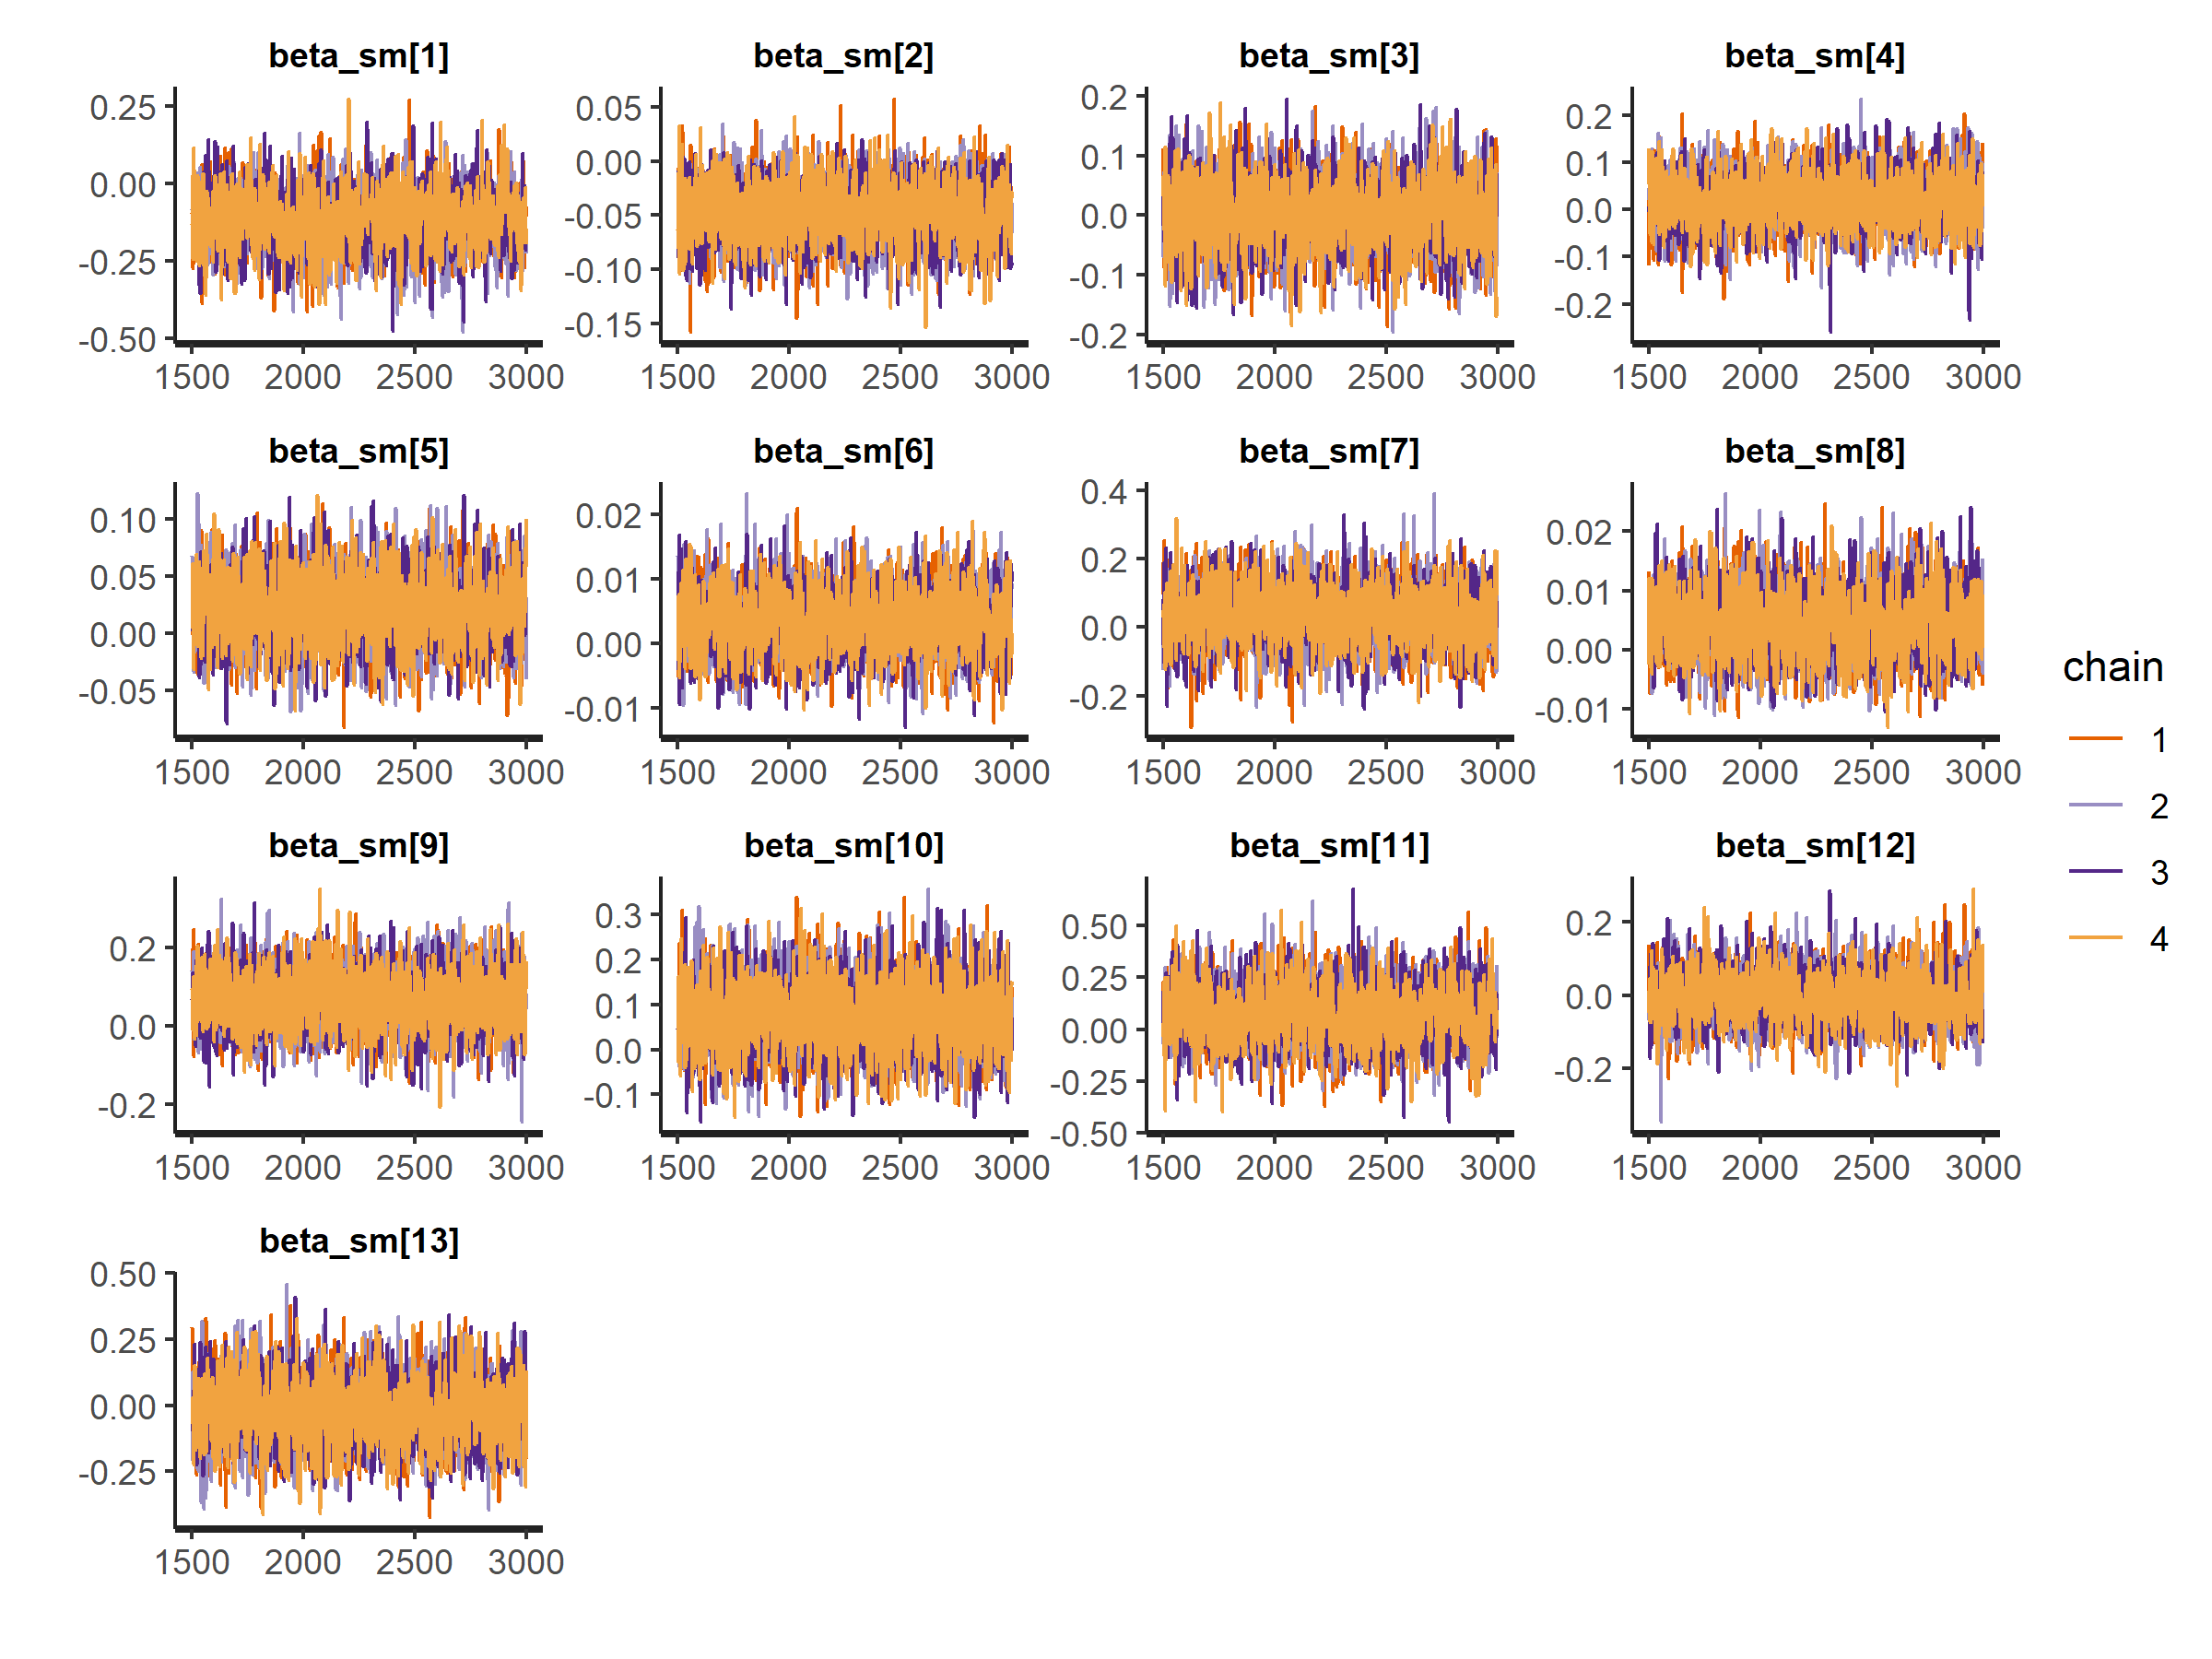 beta_sm[1] beta_sm[2] beta_sm[3] beta_sm[4]
0.25 0.00 -0.25 -0.50
0.05 0.00 -0.05 -0.10 -0.15
0.2 0.1 0.0 -0.1 -0.2
0.2 0.1 0.0 -0.1 -0.2
1500 2000 2500 3000 1500 2000 2500 3000 1500 2000 2500 3000 1500 2000 2500 3000
beta_sm[5] beta_sm[6] beta_sm[7] beta_sm[8]
0.10 0.05 0.00 -0.05
0.02 0.01 0.00 -0.01
0.4 0.2 0.0 -0.2
0.02 0.01 0.00 -0.01
1500 2000 2500 3000 1500 2000 2500 3000 1500 2000 2500 3000 1500 2000 2500 3000
beta_sm[9] beta_sm[10] beta_sm[11] beta_sm[12]
0.2 0.0 -0.2
0.3 0.2 0.1 0.0 -0.1
0.50 0.25 0.00 -0.25 -0.50
0.2 0.0 -0.2
1500 2000 2500 3000 1500 2000 2500 3000 1500 2000 2500 3000 1500 2000 2500 3000
beta_sm[13]
0.50 0.25 0.00 -0.25
1500 2000 2500 3000
chain
1
2
3
4